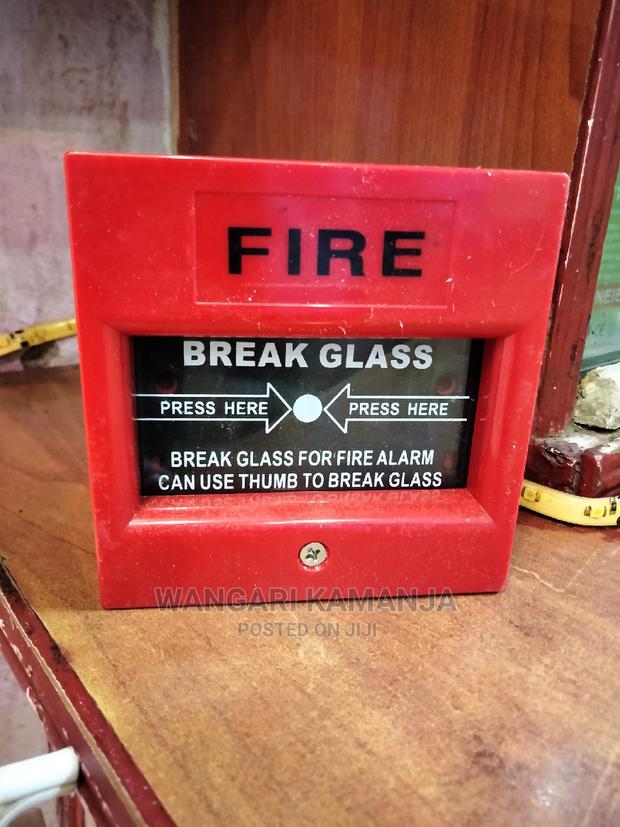 FIRE
BREAK GLASS
PRESS HERE PRESS HERE
BREAK GLASS FOR FIRE ALARM
CAN USE THUMB TO BREAK GLASS
WANGARI KAMANJA
POSTED ON JIJI